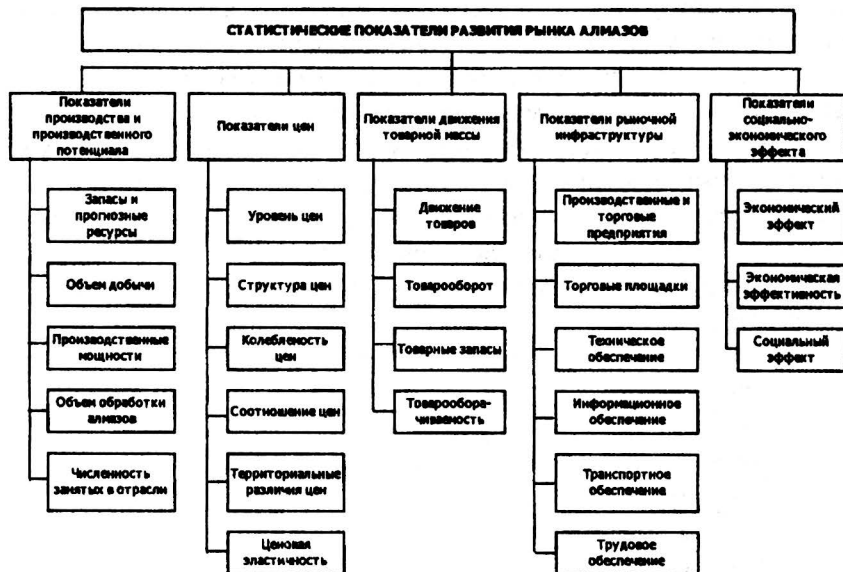 СТАТИСТИЧЕСКИЕ ПОКАЗАТЕЛИ РАЗВИТИЯ РЫНКА АЛМАЗОВ
Показатели
производства и
производственного
потенциала
Запасы и
прогнозные
ресурсы
Объем добычи
Производственные
мощности
Объем обработки
алмазов
Численность
занятых в отрасли
Показатели цен
Уровень цен
Структура цен
Колеблемость
цен
Соотношение цен
Территориальные
различия цен
Ценовая
эластичность
Показатели движения
товарной массы
Движение
товаров
Товарооборот
Товарные запасы
Товарообора-
чиваемость
Показатели рыночной
инфраструктуры
Производственные и
торговые
предприятия
Торговые площадки
Техническое
обеспечение
Информационное
обеспечение
Транспортное
обеспечение
Трудовое
обеспечение
Показатели
социально-
экономического
эффекта
Экономический
эффект
Экономическая
эффективность
Социальный
эффект